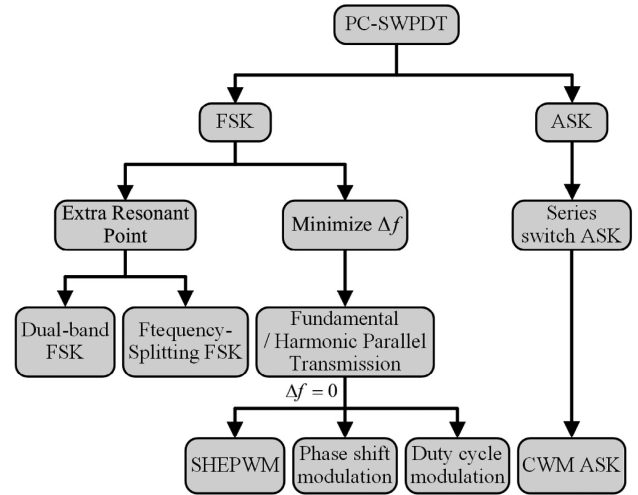 PC-SWPDT
FSK
ASK
Extra Resonant
Point
Minimize Δf
Series
switch ASK
Dual-band
FSK
Ftequency-
Splitting FSK
Fundamental
/ Harmonic Parallel
Transmission
Δf = 0
SHEPWM
Phase shift
modulation
Duty cycle
modulation
CWM ASK